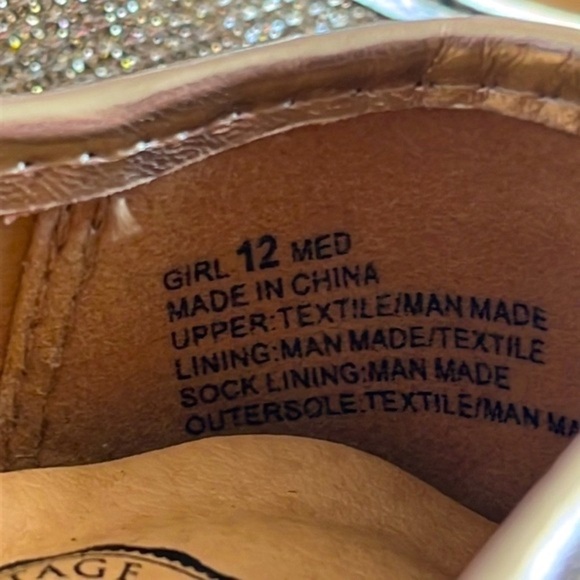 GIRL 12 MED
MADE IN CHINA
UPPER:TEXTILE/MAN MADE
LINING:MAN MADE/TEXTILE
SOCK LINING:MAN MADE
OUTERSOLE:TEXTILE/MAN